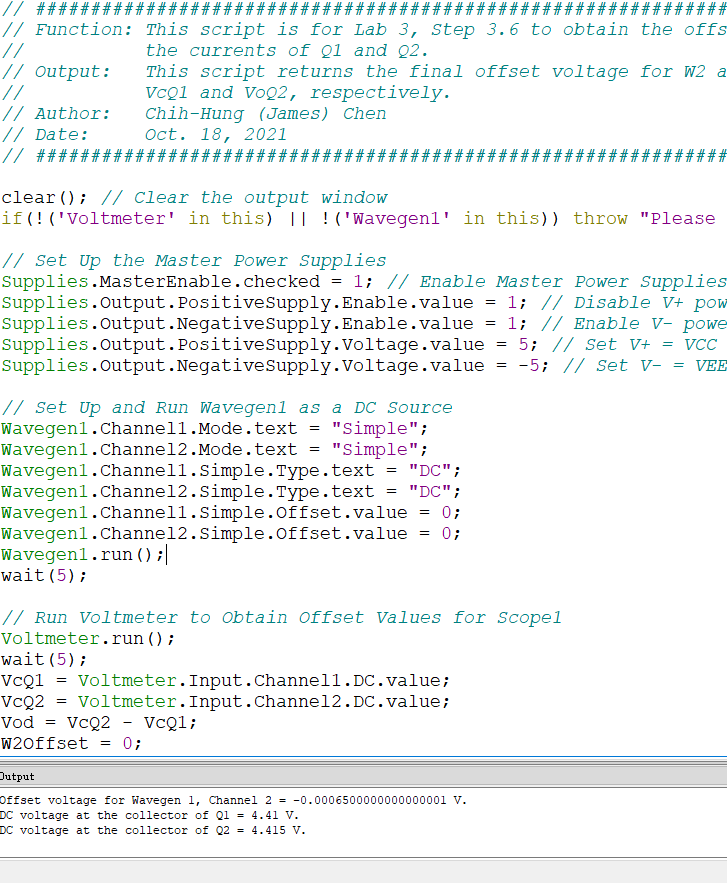 // ###############################################################
// Function: This script is for Lab 3, Step 3.6 to obtain the offs
// the currents of Q1 and Q2.
// Output: This script returns the final offset voltage for W2 a
// VcQ1 and VoQ2, respectively.
// Author: Chih-Hung (James) Chen
// Date: Oct. 18, 2021
// ###############################################################
clear(); // Clear the output window
if(!('Voltmeter' in this) || !('Wavegen1' in this)) throw "Please
// Set Up the Master Power Supplies
Supplies.MasterEnable.checked = 1; // Enable Master Power Supplies
Supplies.Output.PositiveSupply.Enable.value = 1; // Disable V+ pow
Supplies.Output.NegativeSupply.Enable.value = 1; // Enable V- powe
Supplies.Output.PositiveSupply.Voltage.value = 5; // Set V+ = VCC
Supplies.Output.NegativeSupply.Voltage.value = -5; // Set V- = VEE
// Set Up and Run Wavegen1 as a DC Source
Wavegen1.Channel1.Mode.text = "Simple";
Wavegen1.Channel2.Mode.text = "Simple";
Wavegen1.Channel1.Simple.Type.text = "DC";
Wavegen1.Channel2.Simple.Type.text = "DC";
Wavegen1.Channel1.Simple.Offset.value = 0;
Wavegen1.Channel2.Simple.Offset.value = 0;
Wavegen1.run();
wait(5);
// Run Voltmeter to Obtain Offset Values for Scope1
Voltmeter.run();
wait(5);
VcQ1 = Voltmeter.Input.Channel1.DC.value;
VcQ2 = Voltmeter.Input.Channel2.DC.value;
Vod = VcQ2 - VcQ1;
W2Offset = 0;
Output
Offset voltage for Wavegen 1, Channel 2 = -0.0006500000000000001 V.
DC voltage at the collector of Q1 = 4.41 V.
DC voltage at the collector of Q2 = 4.415 V.